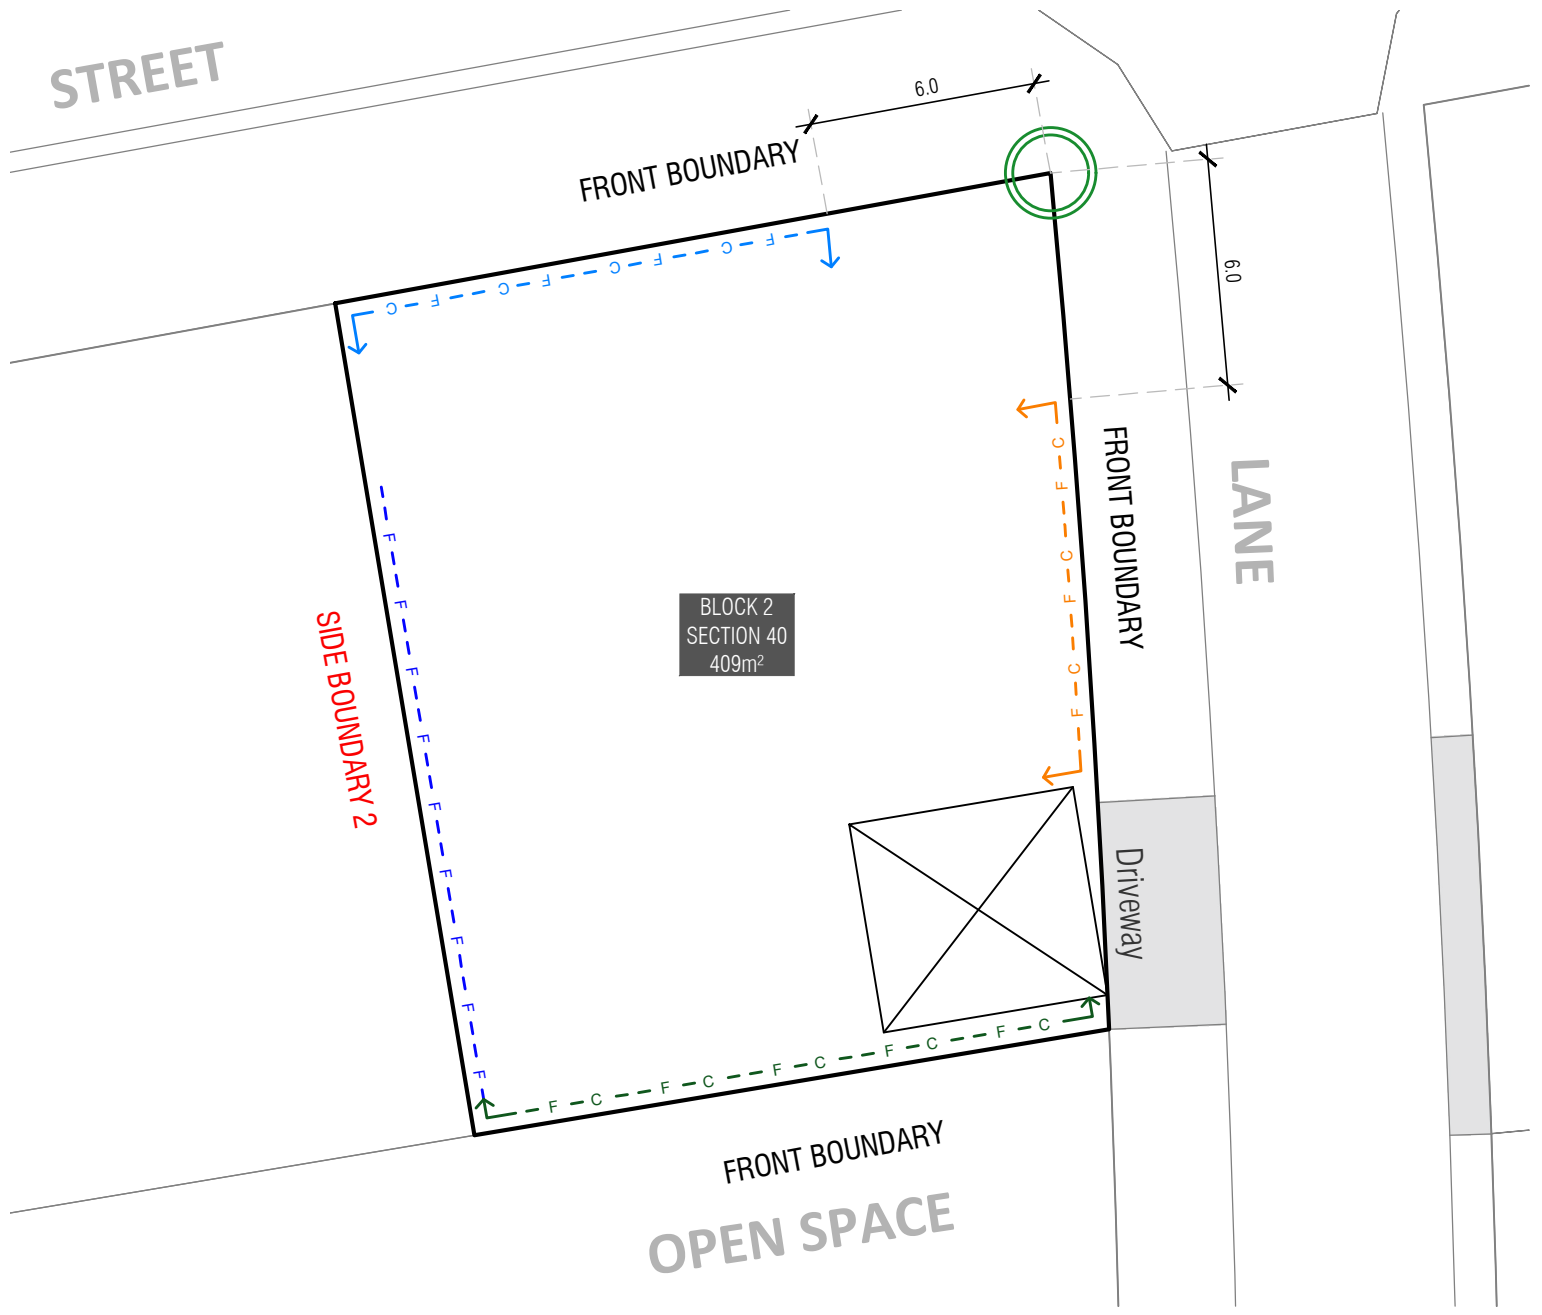 STREET
6.0
FRONT BOUNDARY
6.0
C F C F C F C F
C F C F C F
FRONT BOUNDARY
LANE
BLOCK 2
SECTION 40
409m²
SIDE BOUNDARY 2
F F F F F F F F F
Driveway
F C F C F C F C F C
FRONT BOUNDARY
OPEN SPACE